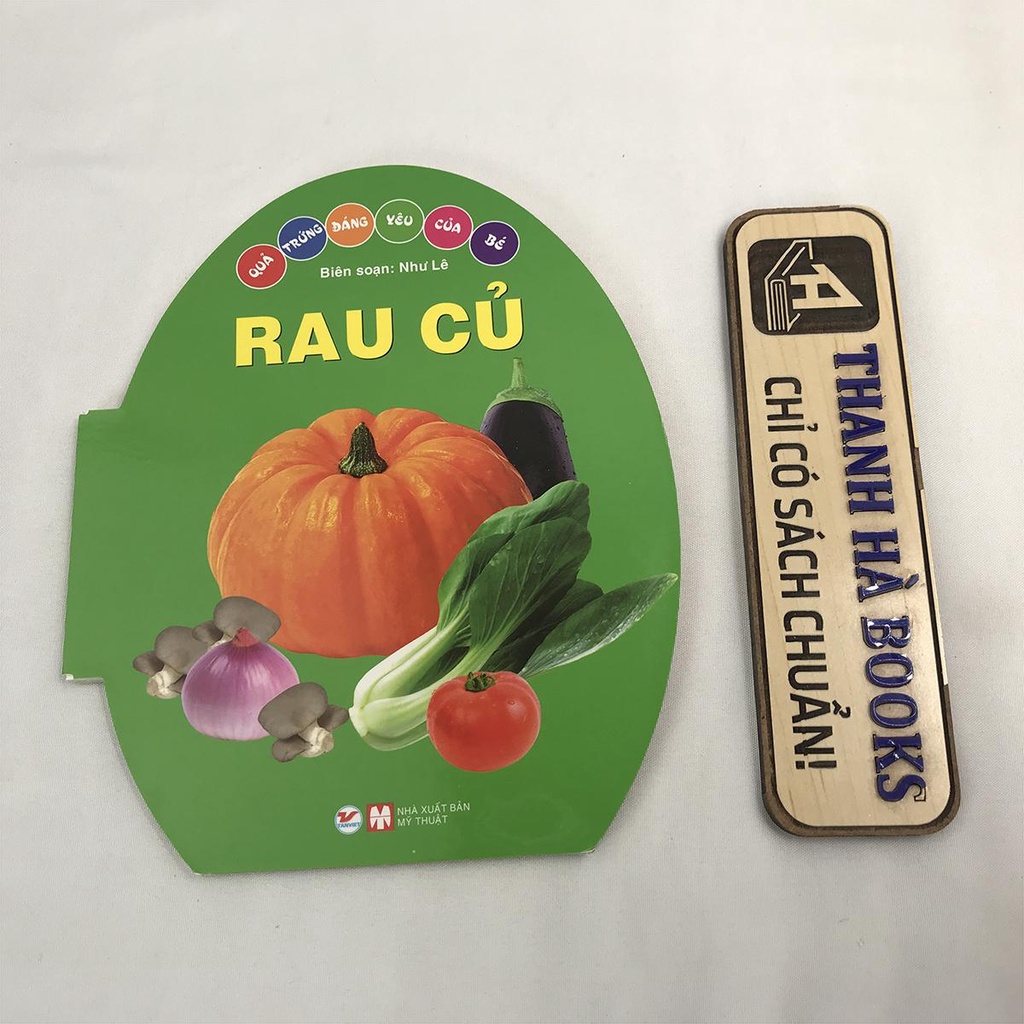 QUẢ TRỨNG ĐÁNG YÊU CỦA BÉ
Biên soạn: Như Lê
RAU CỦ
TANVIET
NHÀ XUẤT BẢN
MỸ THUẬT
THANH HÀ BOOKS
CHỈ CÓ SÁCH CHUẨN!